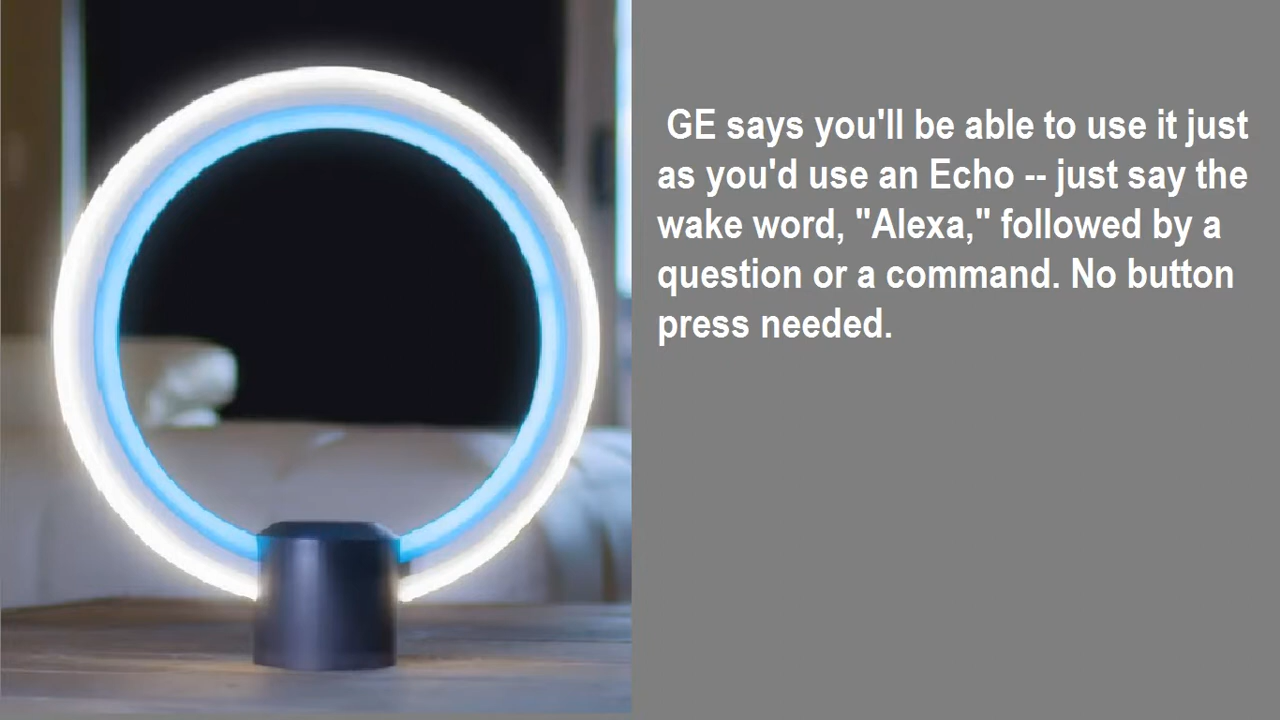 GE says you'll be able to use it just
as you'd use an Echo -- just say the
wake word, "Alexa," followed by a
question or a command. No button
press needed.